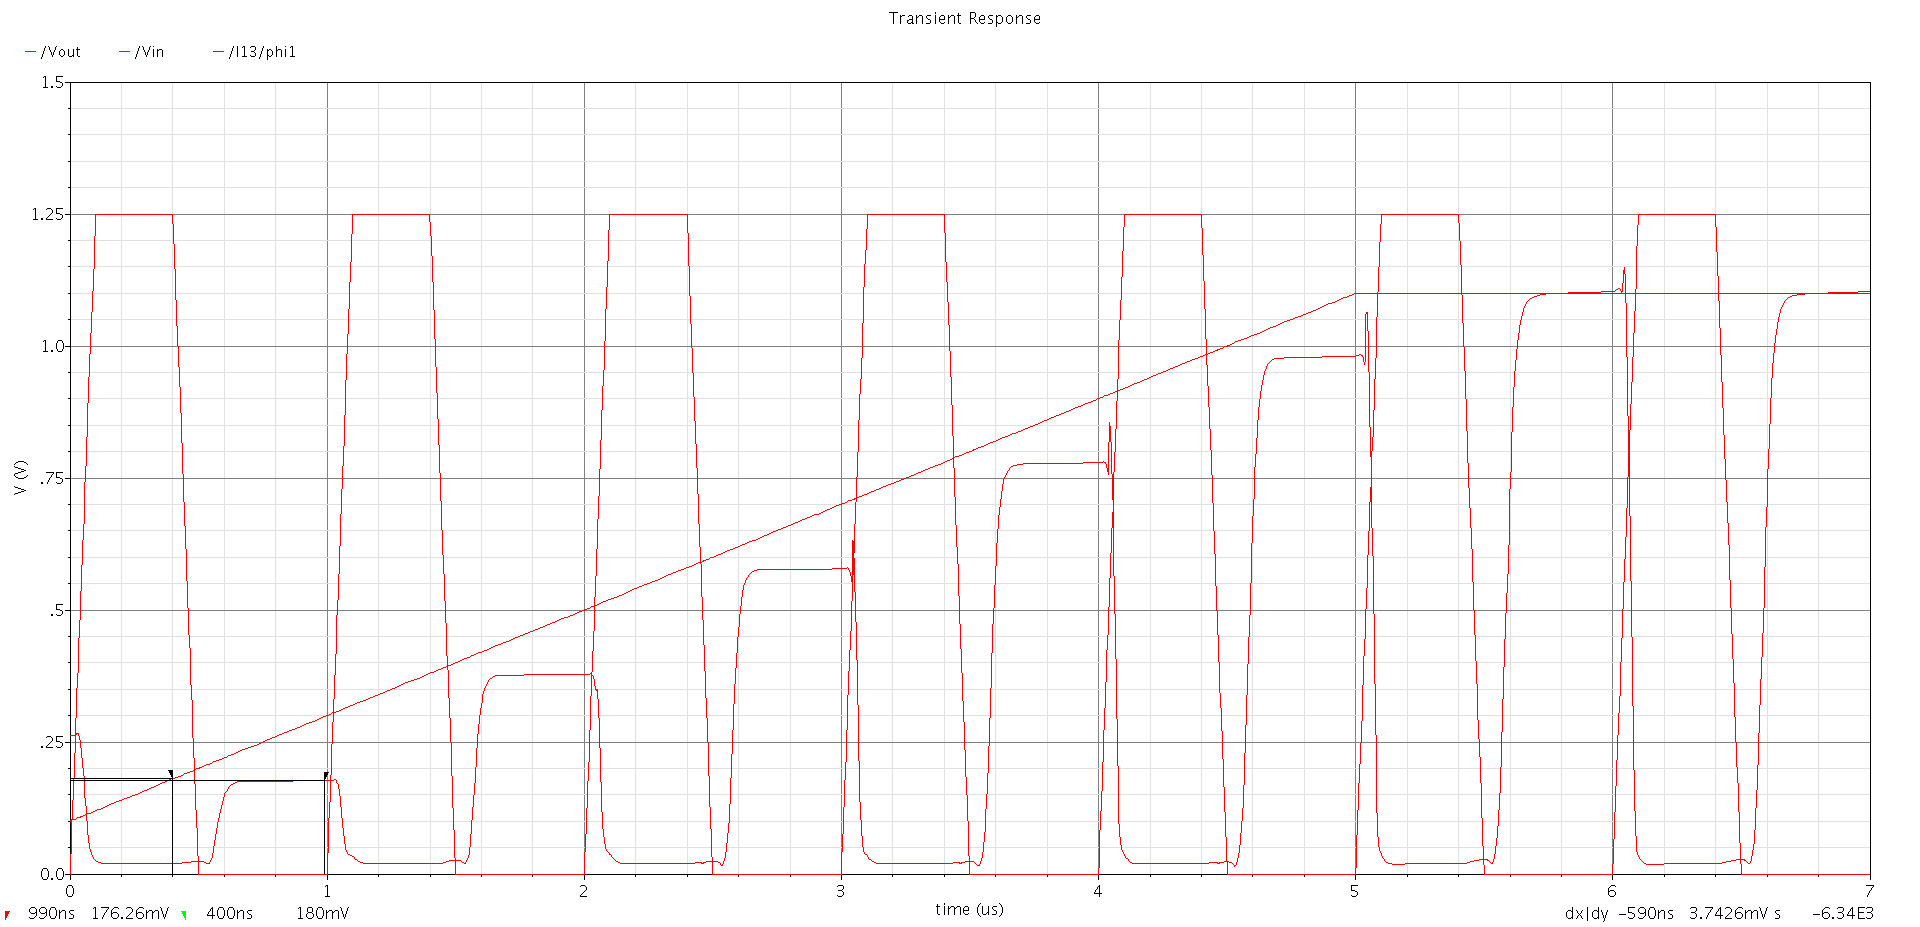 Transient Response
/Vout /Vin /I13/phi1
1.5
1.25
1.0
.75
.5
.25
0.0
V (V)
0 1 2 3 4 5 6 7
time (us)
990ns 176.26mV 400ns 180mV dx|dy -590ns 3.7426mV s -6.34E3